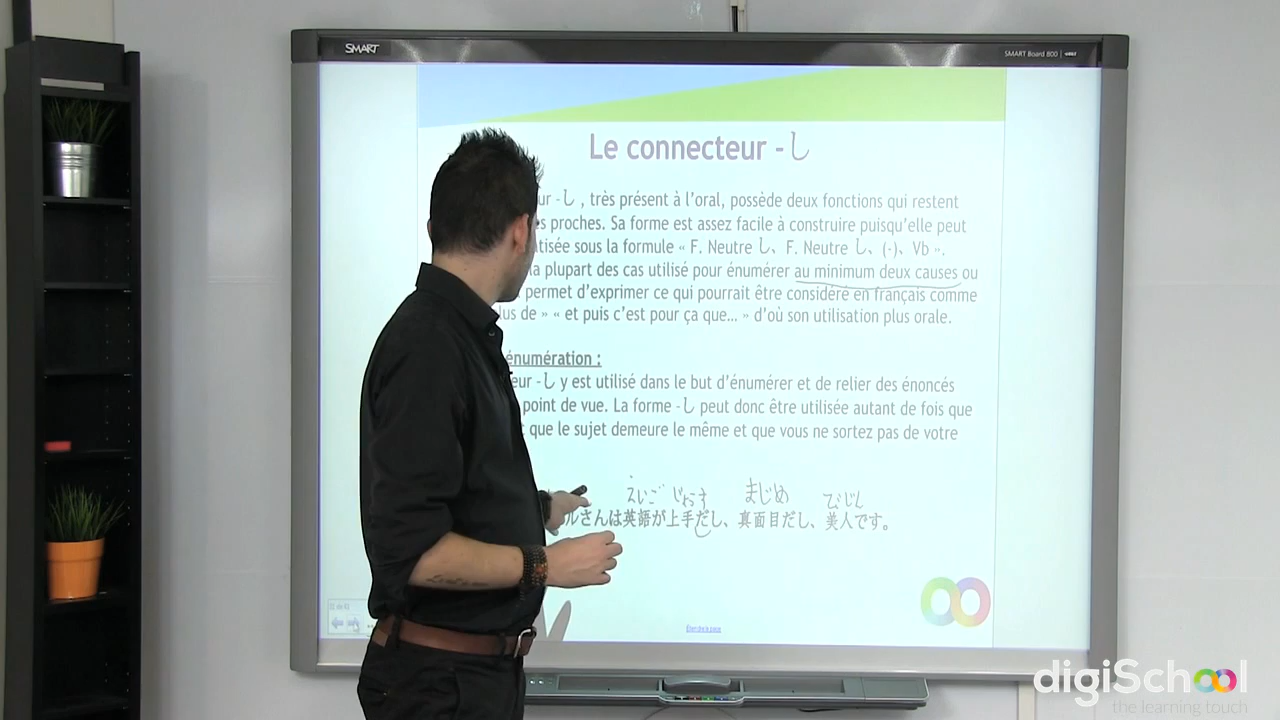 SMART
SMART Board 800
Le connecteur -し
-し , très présent à l'oral, possède deux fonctions qui restent
proches. Sa forme est assez facile à construire puisqu'elle peut
sous la formule « F. Neutre し、F. Neutre し、(-)、Vb ».
la plupart des cas utilisé pour énumérer au minimum deux causes ou
permet d'exprimer ce qui pourrait être considéré en français comme
de » « et puis c'est pour ça que... » d'où son utilisation plus orale.
énumération :
-し y est utilisé dans le but d'énumérer et de relier des énoncés
point de vue. La forme -し peut donc être utilisée autant de fois que
que le sujet demeure le même et que vous ne sortez pas de votre
えいご じょうず まじめ びじん
ルさんは英語が上手だし、真面目だし、美人です。
digiSchool
the learning touch